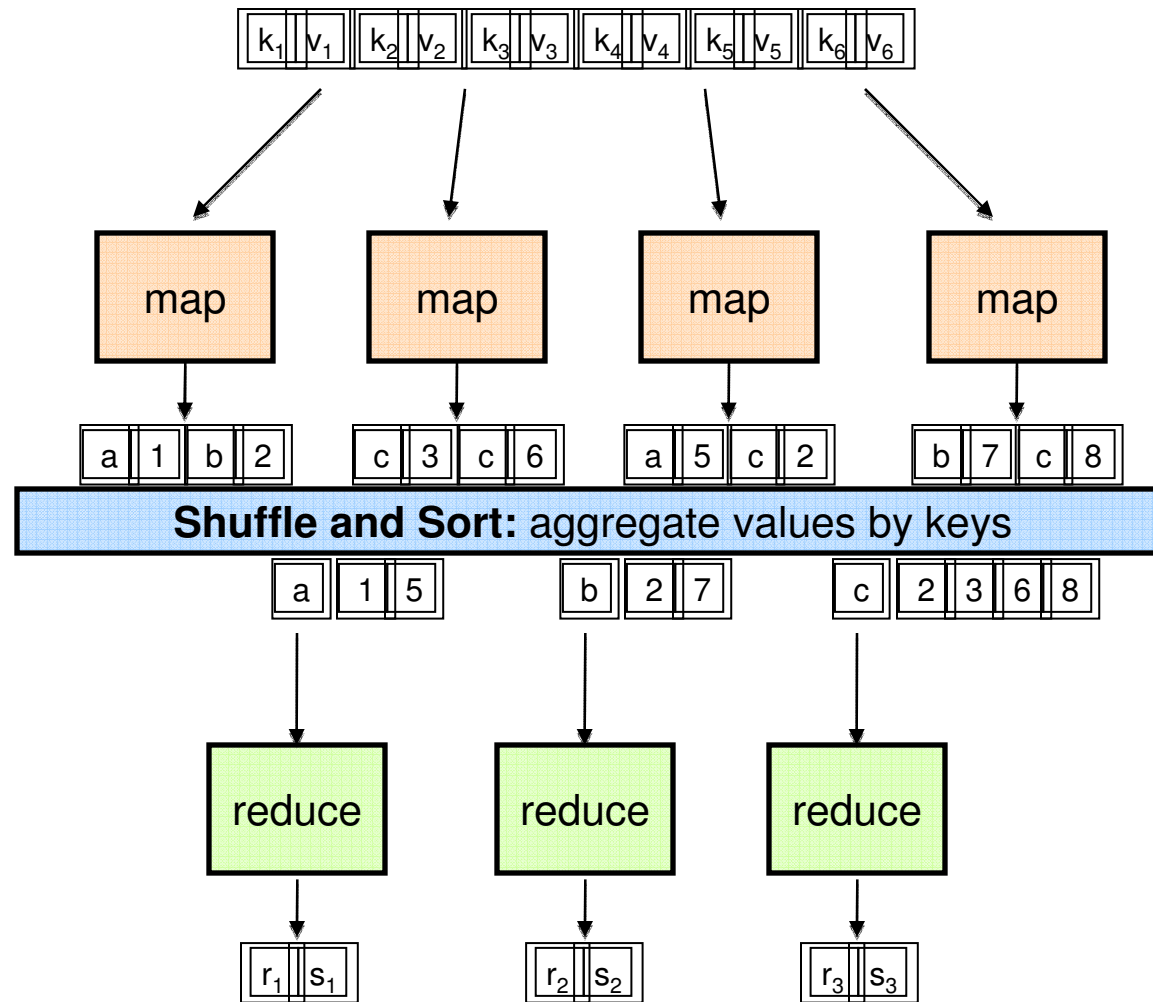 k₁ v₁ k₂ v₂ k₃ v₃ k₄ v₄ k₅ v₅ k₆ v₆
map map map map
a 1 b 2 c 3 c 6 a 5 c 2 b 7 c 8
Shuffle and Sort: aggregate values by keys
a 1 5 b 2 7 c 2 3 6 8
reduce reduce reduce
r₁ s₁ r₂ s₂ r₃ s₃